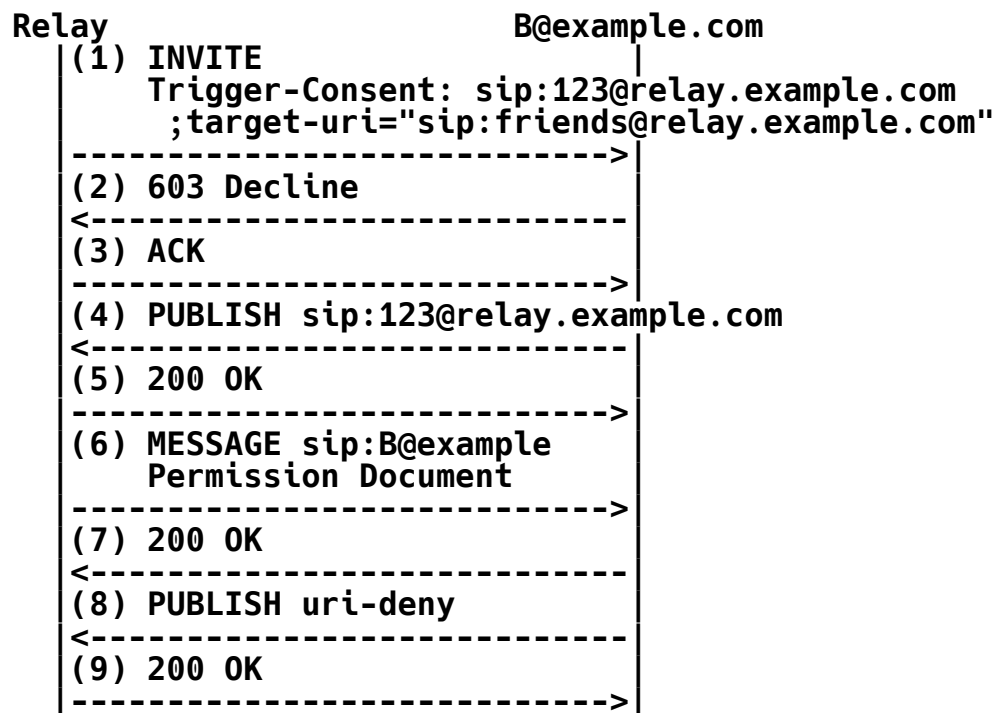 Relay                     B@example.com
  |(1) INVITE                   |
  |    Trigger-Consent: sip:123@relay.example.com
  |     ;target-uri="sip:friends@relay.example.com"
  |---------------------------->|
  |(2) 603 Decline              |
  |<----------------------------|
  |(3) ACK                      |
  |---------------------------->|
  |(4) PUBLISH sip:123@relay.example.com
  |<----------------------------|
  |(5) 200 OK                   |
  |---------------------------->|
  |(6) MESSAGE sip:B@example    |
  |    Permission Document      |
  |---------------------------->|
  |(7) 200 OK                   |
  |<----------------------------|
  |(8) PUBLISH uri-deny         |
  |<----------------------------|
  |(9) 200 OK                   |
  |---------------------------->|